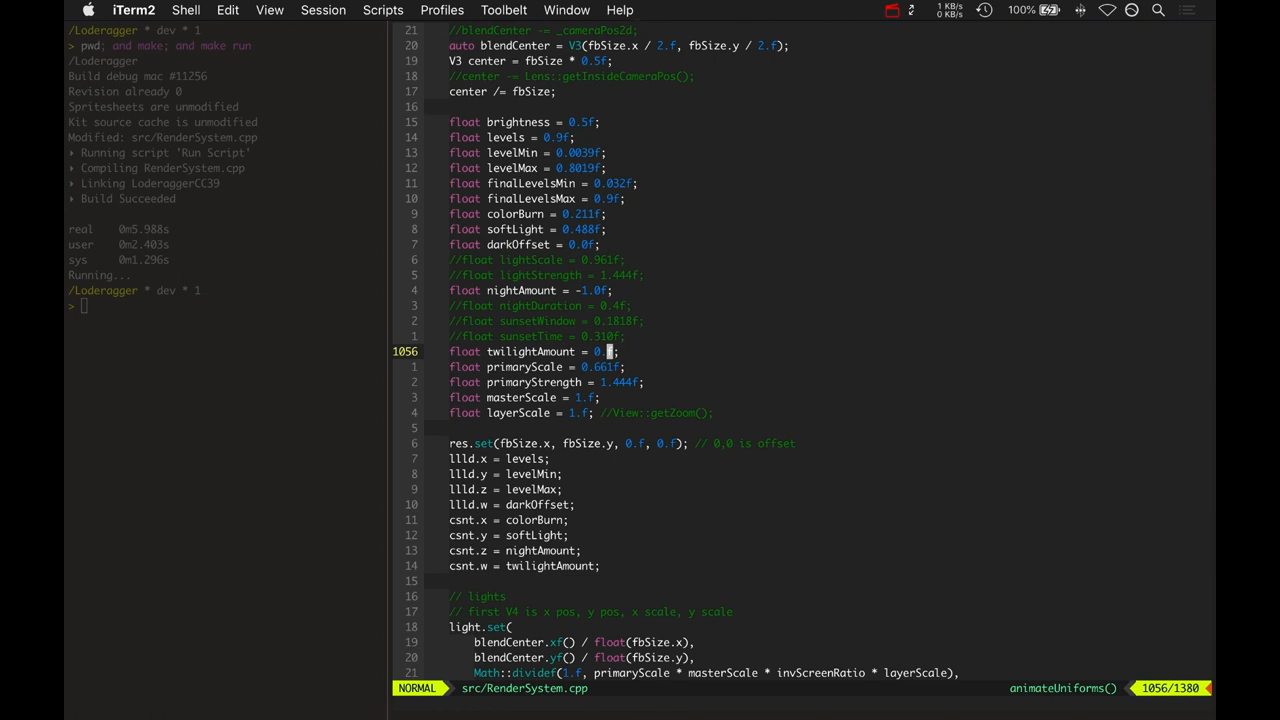 iTerm2 Shell Edit View Session Scripts Profiles Toolbelt Window Help 1 KB/s 0 KB/s 100%
/Loderagger * dev * 1
> pwd; and make; and make run
/Loderagger
Build debug mac #11256
Revision already 0
Spritesheets are unmodified
Kit source cache is unmodified
Modified: src/RenderSystem.cpp
▸ Running script 'Run Script'
▸ Compiling RenderSystem.cpp
▸ Linking LoderaggerCC39
▸ Build Succeeded
real 0m5.988s
user 0m2.403s
sys 0m1.296s
Running...
/Loderagger * dev * 1
>
21 //blendCenter -= _cameraPos2d;
20 auto blendCenter = V3(fbSize.x / 2.f, fbSize.y / 2.f);
19 V3 center = fbSize * 0.5f;
18 //center -= Lens::getInsideCameraPos();
17 center /= fbSize;
16
15 float brightness = 0.5f;
14 float levels = 0.9f;
13 float levelMin = 0.0039f;
12 float levelMax = 0.8019f;
11 float finalLevelsMin = 0.032f;
10 float finalLevelsMax = 0.9f;
9 float colorBurn = 0.211f;
8 float softLight = 0.488f;
7 float darkOffset = 0.0f;
6 //float lightScale = 0.961f;
5 //float lightStrength = 1.444f;
4 float nightAmount = -1.0f;
3 //float nightDuration = 0.4f;
2 //float sunsetWindow = 0.1818f;
1 //float sunsetTime = 0.310f;
1056 float twilightAmount = 0.f;
1 float primaryScale = 0.661f;
2 float primaryStrength = 1.444f;
3 float masterScale = 1.f;
4 float layerScale = 1.f; //View::getZoom();
5
6 res.set(fbSize.x, fbSize.y, 0.f, 0.f); // 0,0 is offset
7 llld.x = levels;
8 llld.y = levelMin;
9 llld.z = levelMax;
10 llld.w = darkOffset;
11 csnt.x = colorBurn;
12 csnt.y = softLight;
13 csnt.z = nightAmount;
14 csnt.w = twilightAmount;
15
16 // lights
17 // first V4 is x pos, y pos, x scale, y scale
18 light.set(
19 blendCenter.xf() / float(fbSize.x),
20 blendCenter.yf() / float(fbSize.y),
21 Math::dividef(1.f, primaryScale * masterScale * invScreenRatio * layerScale),
NORMAL src/RenderSystem.cpp animateUniforms() 1056/1380